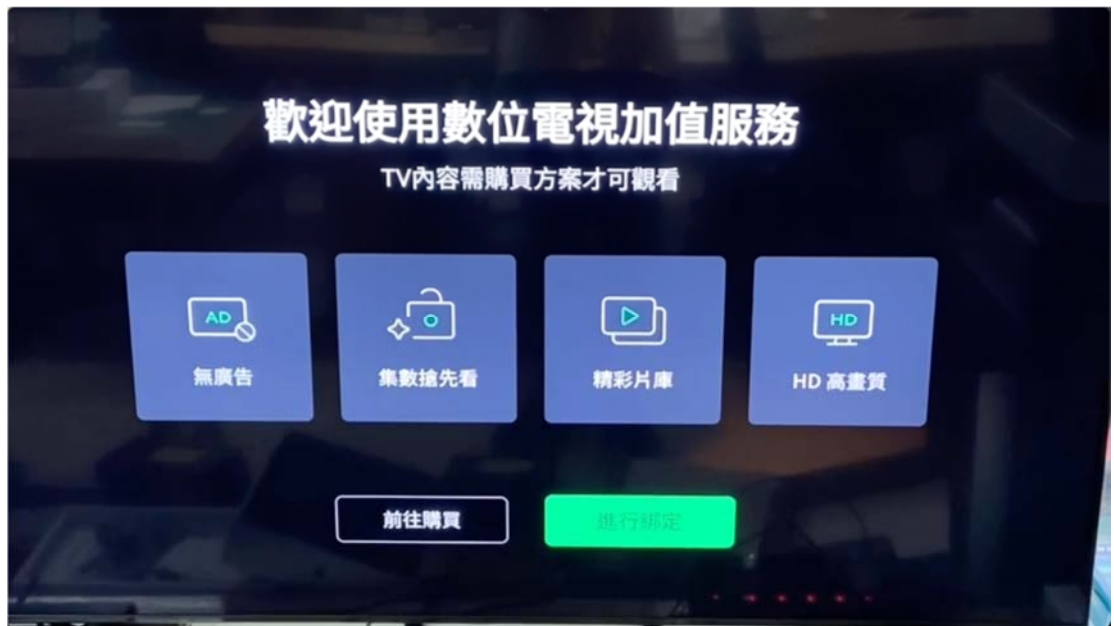 歡迎使用數位電視加值服務
TV內容需購買方案才可觀看
AD
無廣告
集數搶先看
精彩片庫
HD
HD 高畫質
前往購買
進行綁定